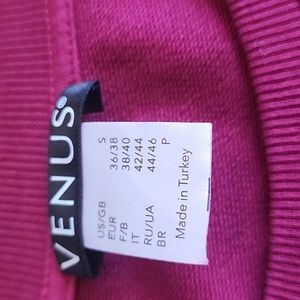 VENUS®
US/GB S
EUR 36/38
F/B 38/40
IT 42/44
RU/UA 44/46
BR P
Made in Turkey